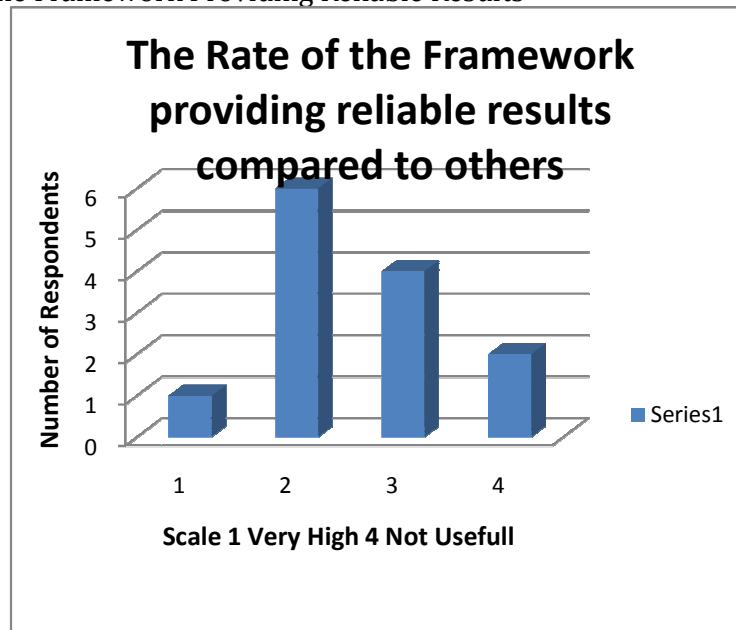 The Rate of the Framework
providing reliable results
compared to others
Number of Respondents
6
5
4
3
2
1
0
1 2 3 4
Series1
Scale 1 Very High 4 Not Usefull